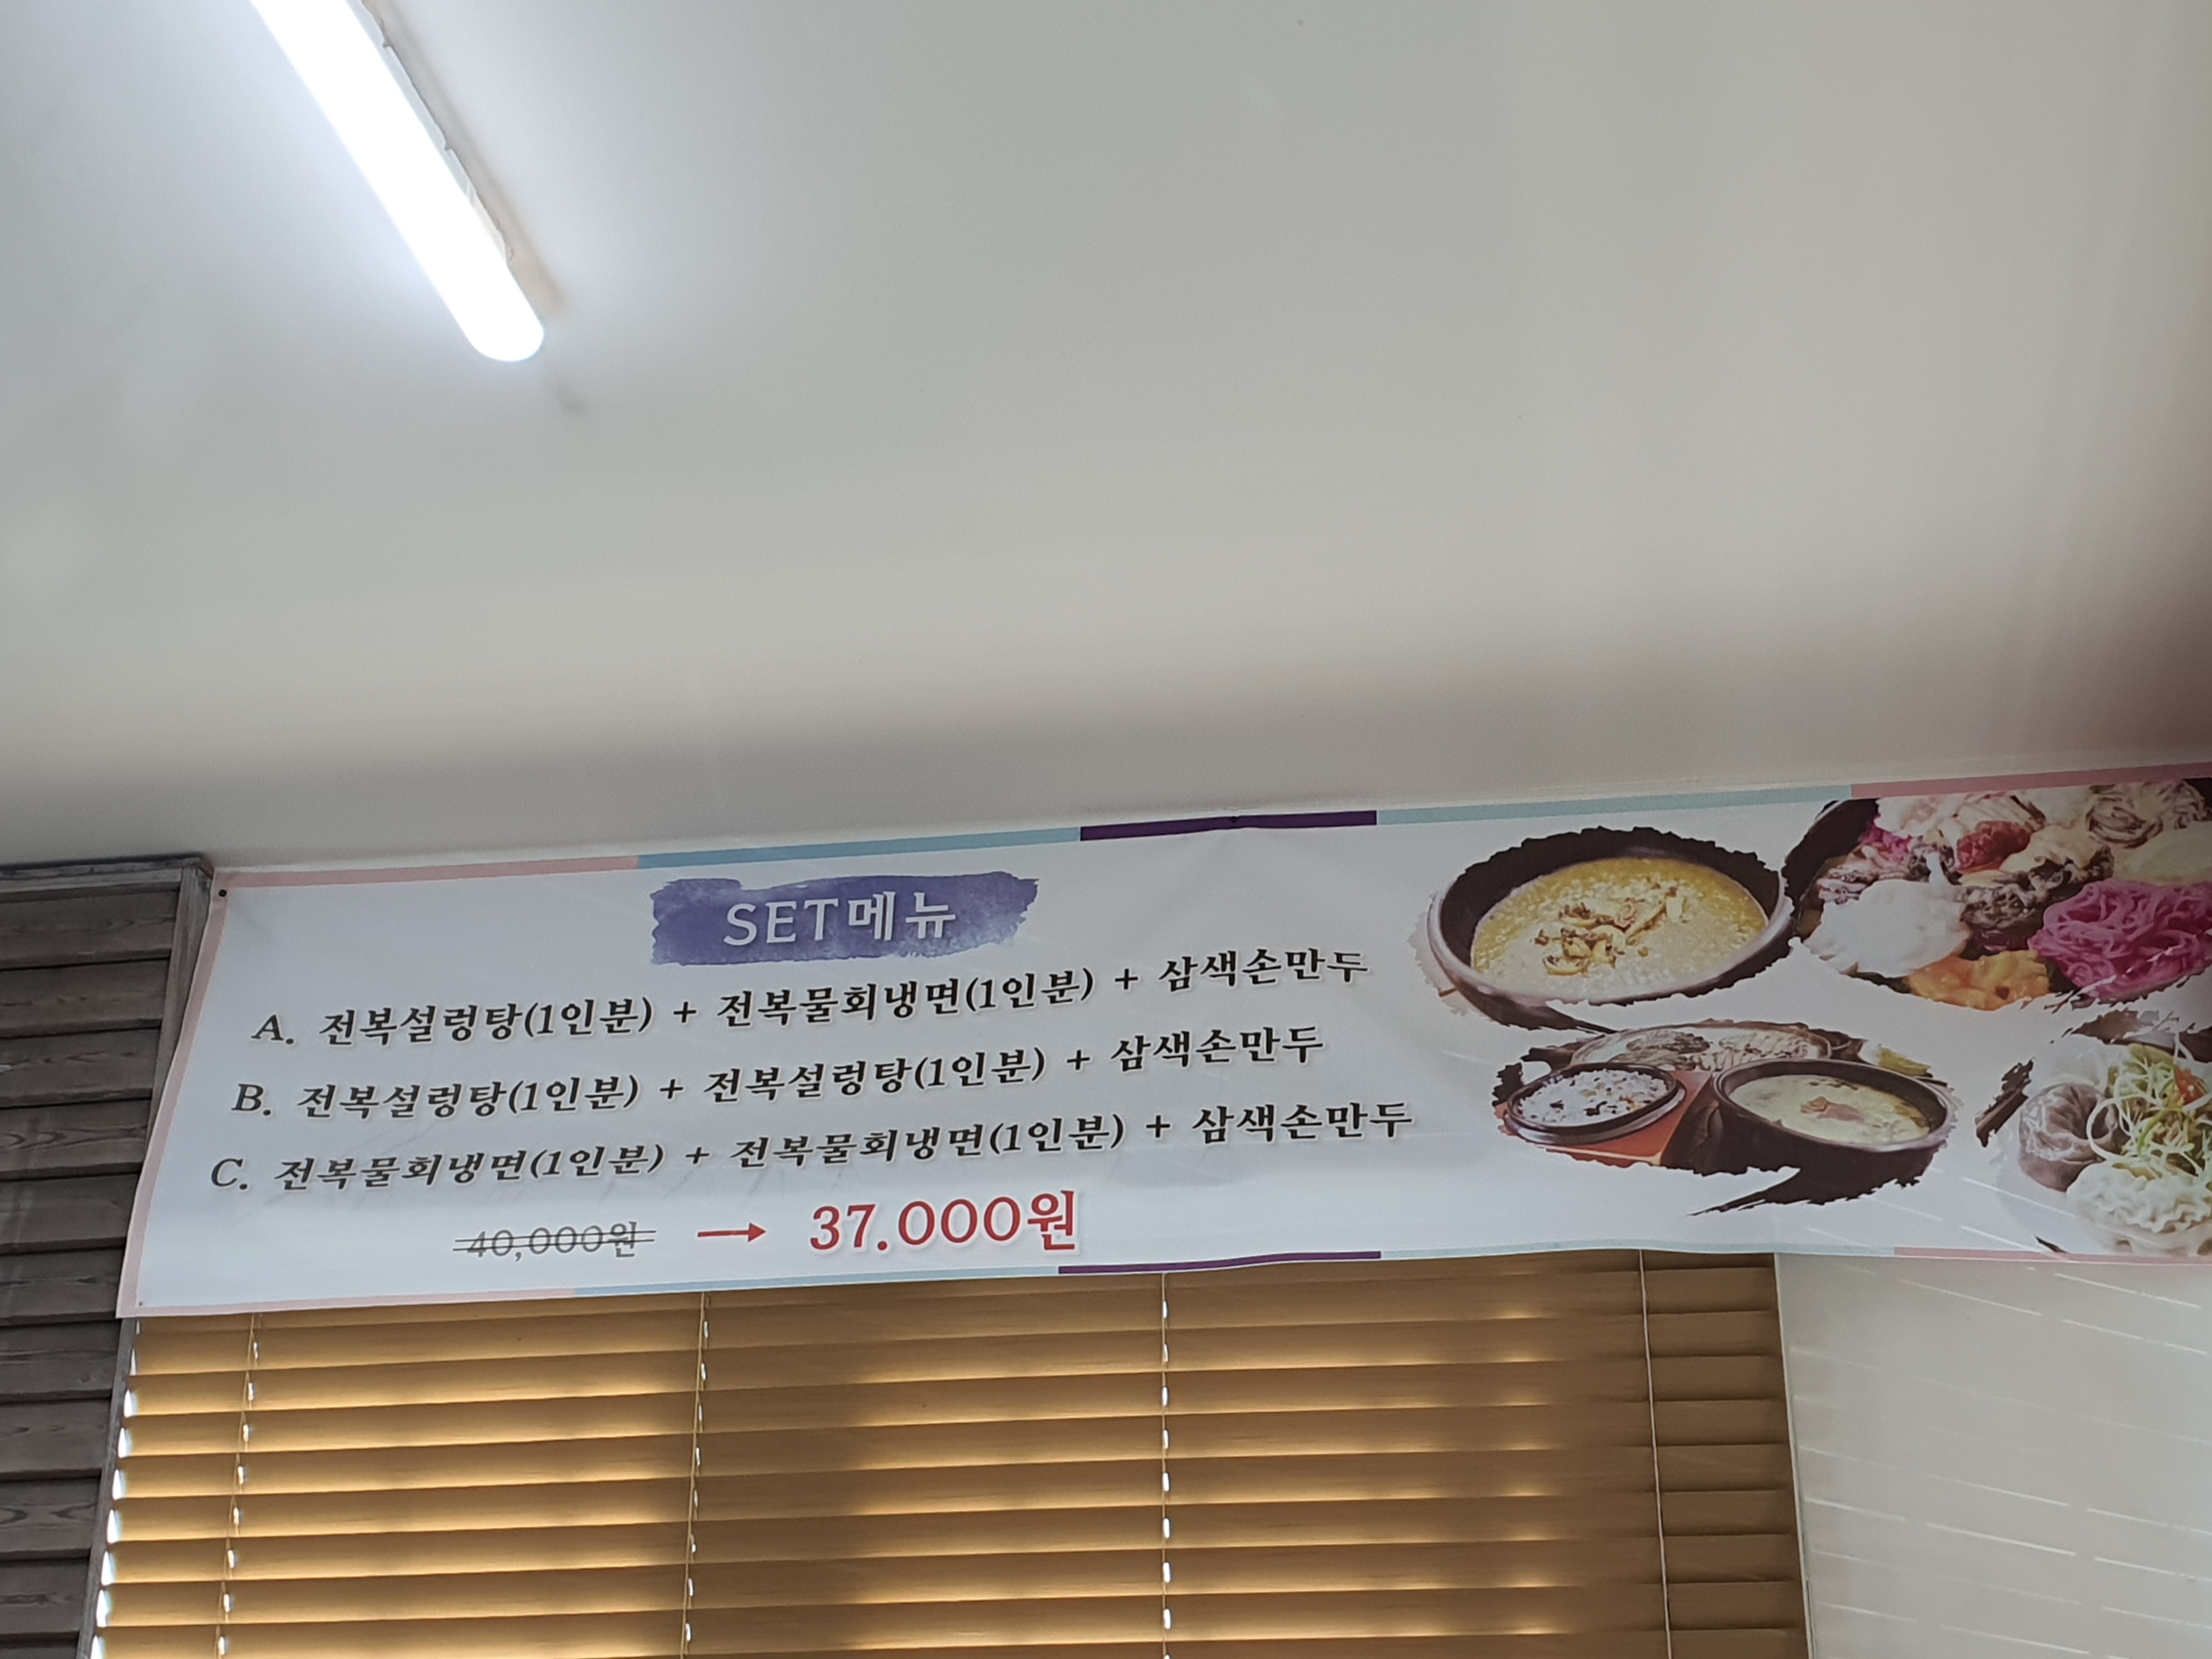 SET메뉴
A. 전복설렁탕(1인분) + 전복물회냉면(1인분) + 삼색손만두
B. 전복설렁탕(1인분) + 전복설렁탕(1인분) + 삼색손만두
C. 전복물회냉면(1인분) + 전복물회냉면(1인분) + 삼색손만두
40,000원 → 37.000원